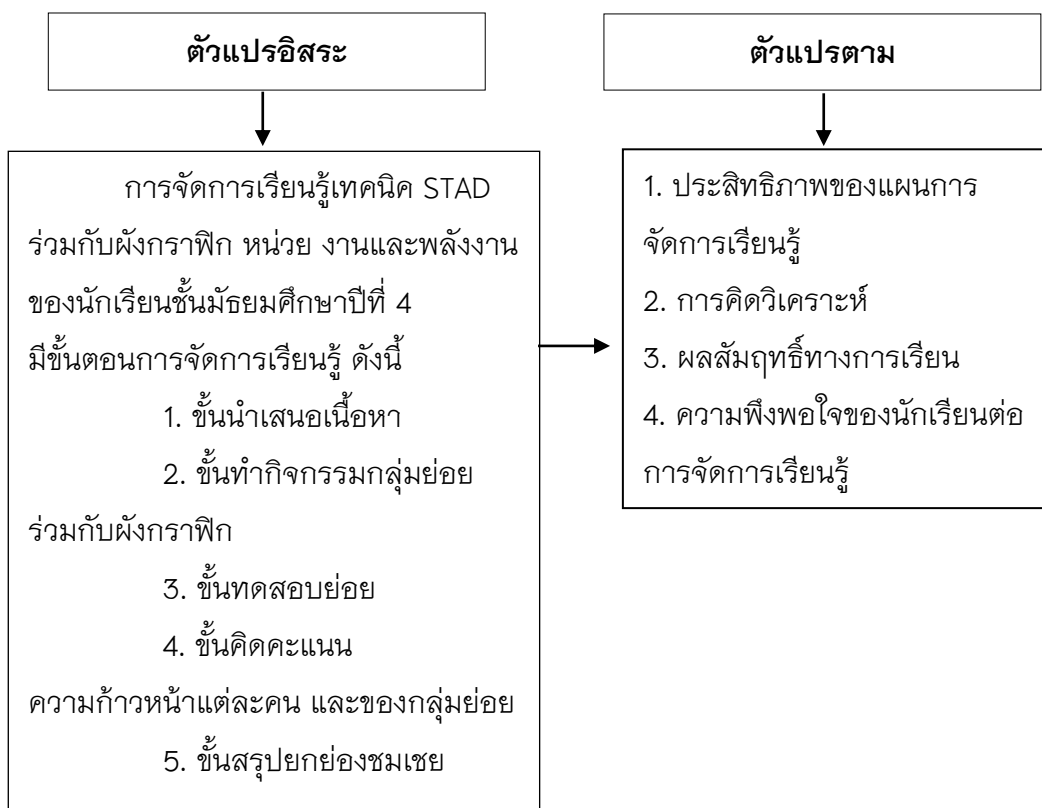 ตัวแปรอิสระ
การจัดการเรียนรู้เทคนิค STAD
ร่วมกับผังกราฟิก หน่วย งานและพลังงาน
ของนักเรียนชั้นมัธยมศึกษาปีที่ 4
มีขั้นตอนการจัดการเรียนรู้ ดังนี้
1. ขั้นนำเสนอเนื้อหา
2. ขั้นทำกิจกรรมกลุ่มย่อย
ร่วมกับผังกราฟิก
3. ขั้นทดสอบย่อย
4. ขั้นคิดคะแนน
ความก้าวหน้าแต่ละคน และของกลุ่มย่อย
5. ขั้นสรุปยกย่องชมเชย
ตัวแปรตาม
1. ประสิทธิภาพของแผนการ
จัดการเรียนรู้
2. การคิดวิเคราะห์
3. ผลสัมฤทธิ์ทางการเรียน
4. ความพึงพอใจของนักเรียนต่อ
การจัดการเรียนรู้